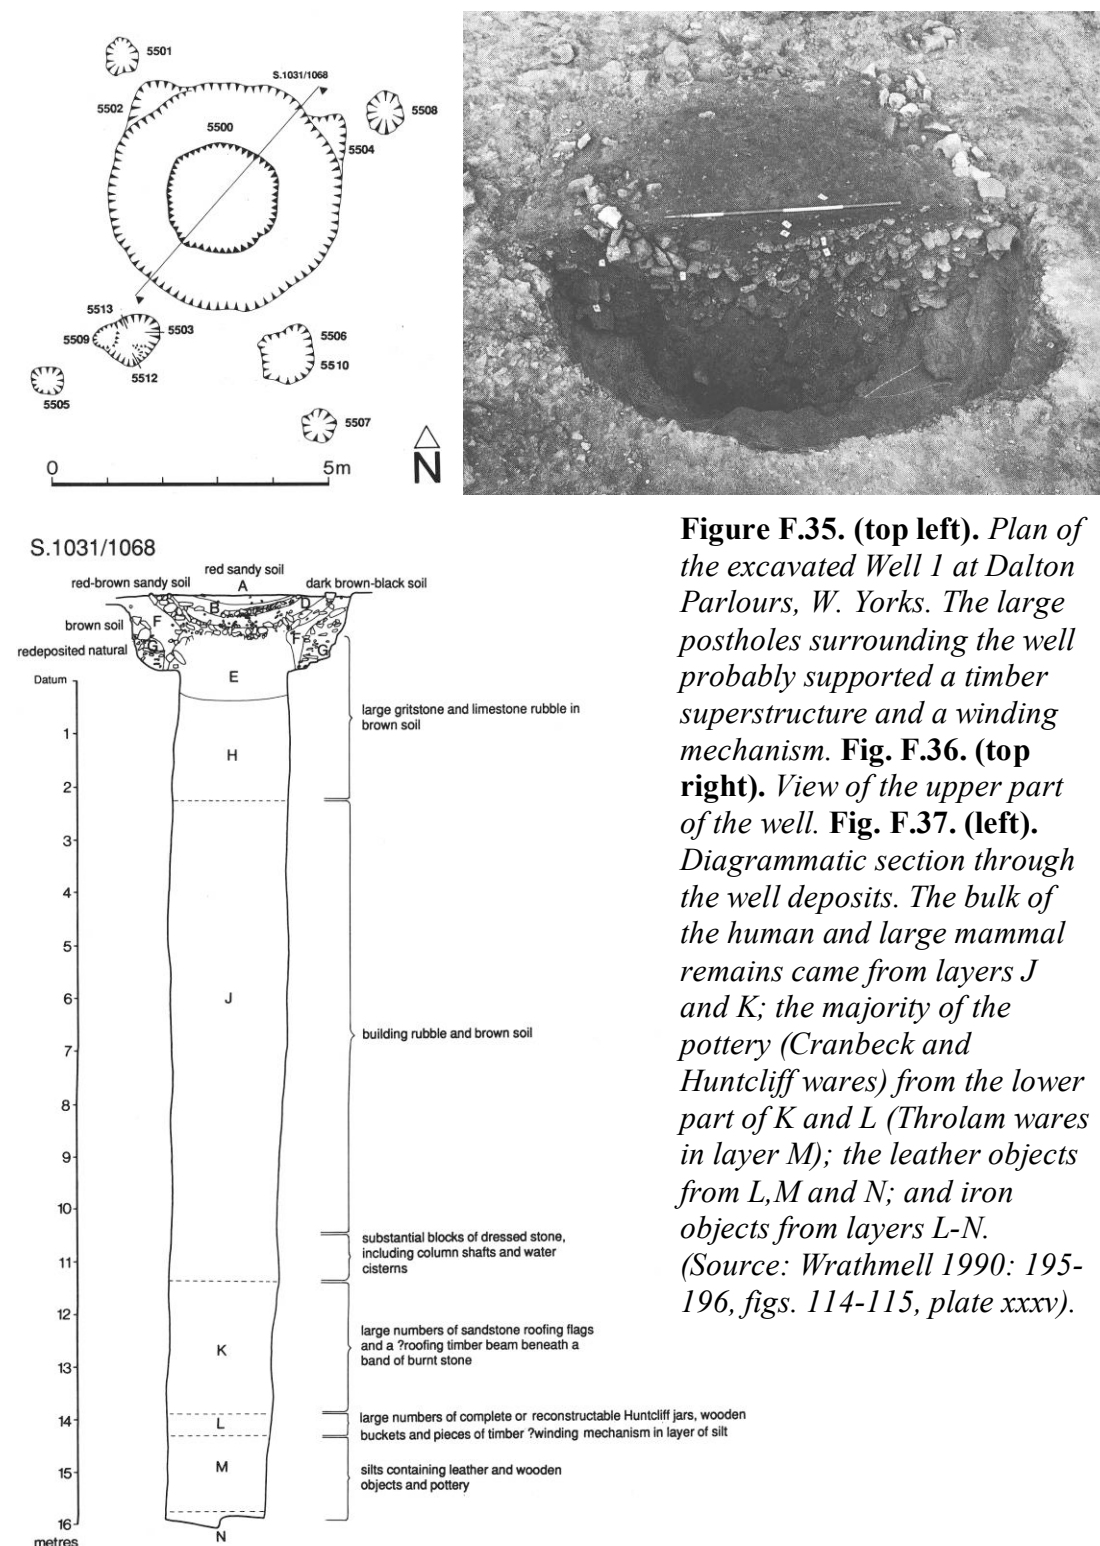 5501
S.1031/1068
5502
5500
5508
5504
5513
5503
5509
5506
5512
5510
5505
5507
N
0 5m
S.1031/1068
red sandy soil
red-brown sandy soil
A
dark brown-black soil
B
D
brown soil
F
F
redeposited natural
G
G
E
Datum
large gritstone and limestone rubble in
brown soil
1
H
2
3
4
5
J
6
building rubble and brown soil
7
8
9
10
substantial blocks of dressed stone,
including column shafts and water
cisterns
11
12
large numbers of sandstone roofing flags
and a ?roofing timber beam beneath a
band of burnt stone
K
13
14
large numbers of complete or reconstructable Huntcliff jars, wooden
buckets and pieces of timber ?winding mechanism in layer of silt
L
M
15
silts containing leather and wooden
objects and pottery
16
N
metres
Figure F.35. (top left). Plan of
the excavated Well 1 at Dalton
Parlours, W. Yorks. The large
postholes surrounding the well
probably supported a timber
superstructure and a winding
mechanism. Fig. F.36. (top
right). View of the upper part
of the well. Fig. F.37. (left).
Diagrammatic section through
the well deposits. The bulk of
the human and large mammal
remains came from layers J
and K; the majority of the
pottery (Cranbeck and
Huntcliff wares) from the lower
part of K and L (Throlam wares
in layer M); the leather objects
from L,M and N; and iron
objects from layers L-N.
(Source: Wrathmell 1990: 195-
196, figs. 114-115, plate xxxv).